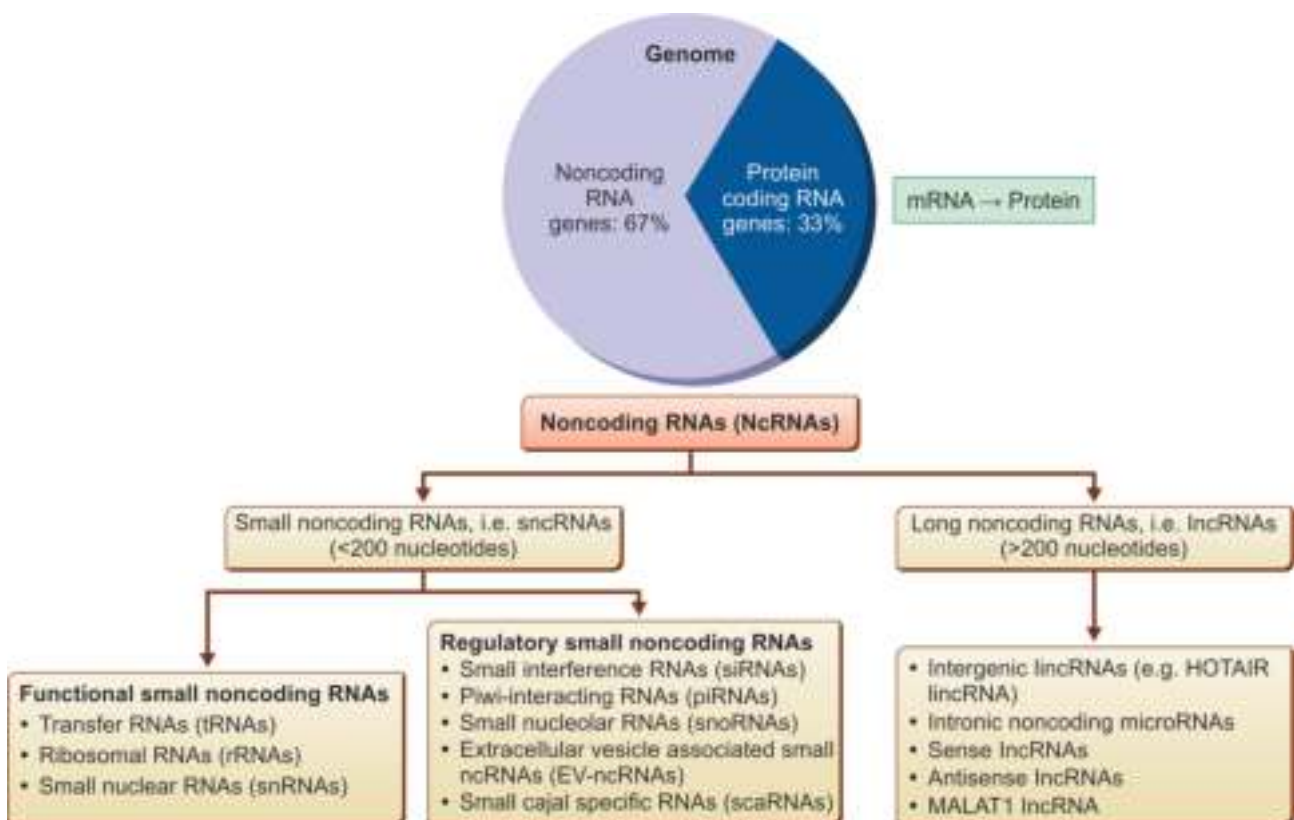 Genome
Noncoding
RNA
genes: 67%
Protein
coding RNA
genes: 33%
mRNA → Protein
Noncoding RNAs (NcRNAs)
Small noncoding RNAs, i.e. sncRNAs
(<200 nucleotides)
Long noncoding RNAs, i.e. lncRNAs
(>200 nucleotides)
Functional small noncoding RNAs
• Transfer RNAs (tRNAs)
• Ribosomal RNAs (rRNAs)
• Small nuclear RNAs (snRNAs)
Regulatory small noncoding RNAs
• Small interference RNAs (siRNAs)
• Piwi-interacting RNAs (piRNAs)
• Small nucleolar RNAs (snoRNAs)
• Extracellular vesicle associated small
ncRNAs (EV-ncRNAs)
• Small cajal specific RNAs (scaRNAs)
• Intergenic lincRNAs (e.g. HOTAIR
lincRNA)
• Intronic noncoding microRNAs
• Sense lncRNAs
• Antisense lncRNAs
• MALAT1 lncRNA